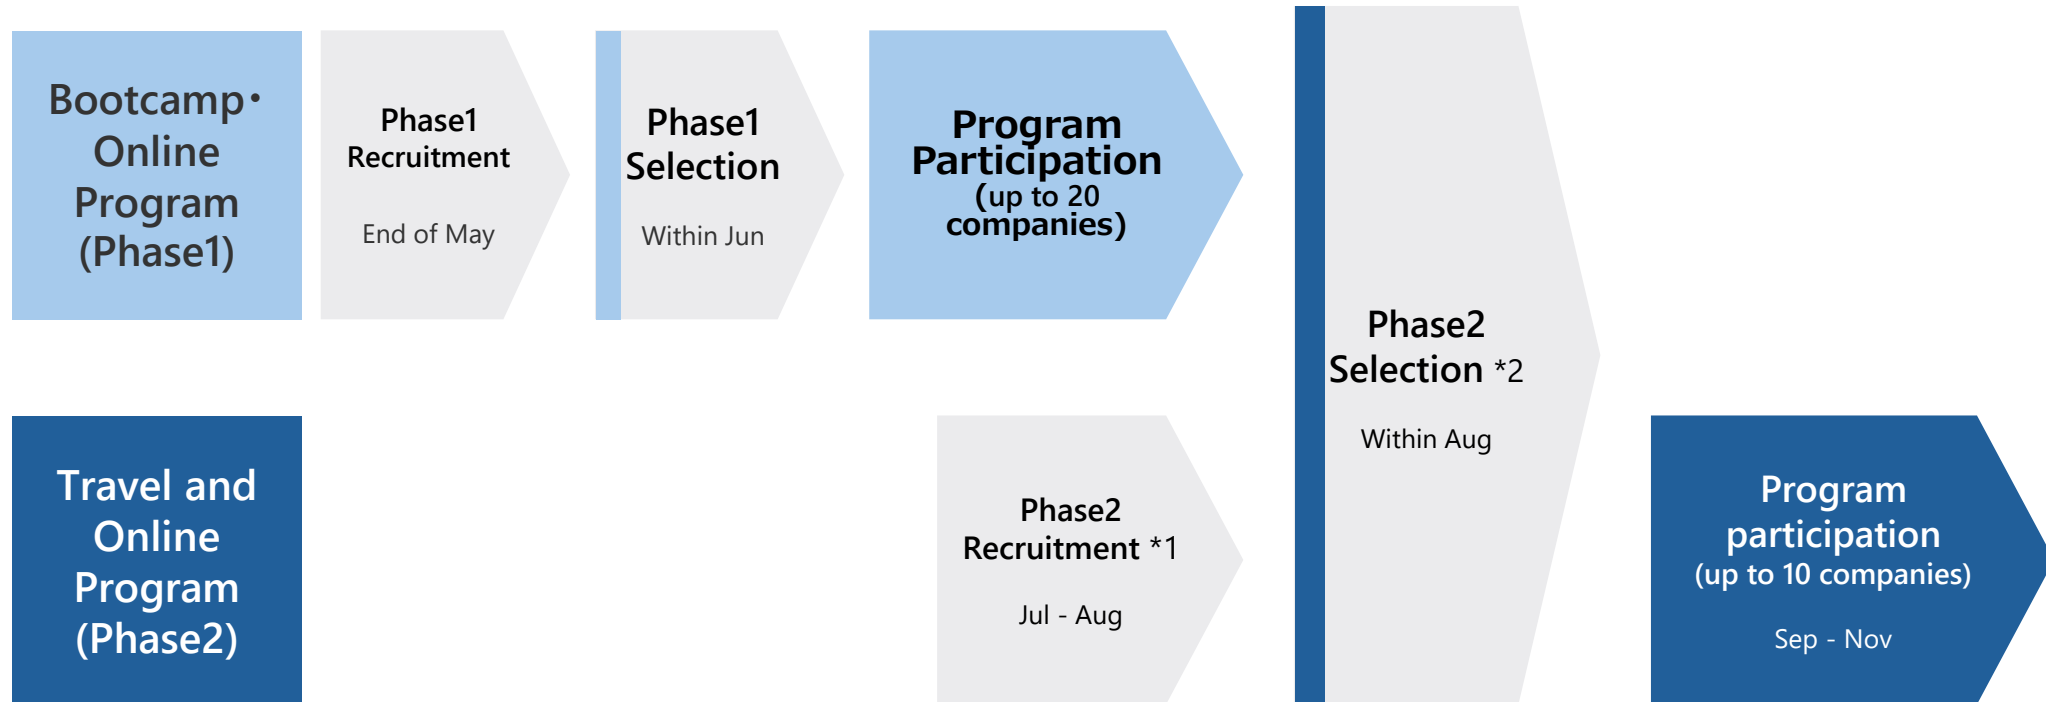 Bootcamp・
Online
Program
(Phase1)
Phase1
Recruitment
End of May
Phase1
Selection
Within Jun
Program
Participation
(up to 20
companies)
Phase2
Selection *2
Within Aug
Travel and
Online
Program
(Phase2)
Phase2
Recruitment *1
Jul - Aug
Program
participation
(up to 10 companies)
Sep - Nov